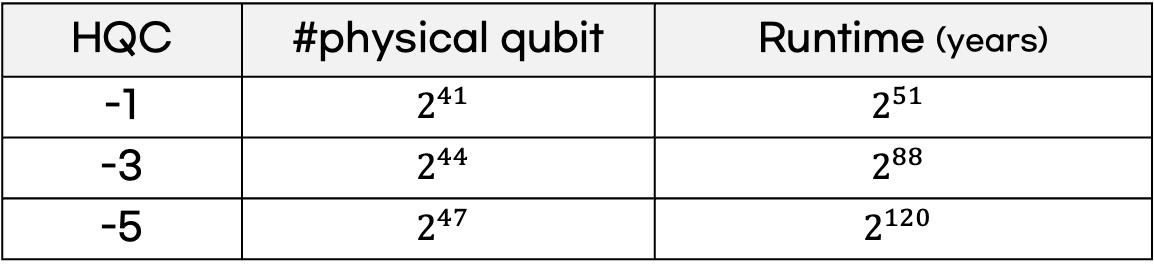 HQC #physical qubit Runtime (years)
-1 2^41 2^51
-3 2^44 2^88
-5 2^47 2^120